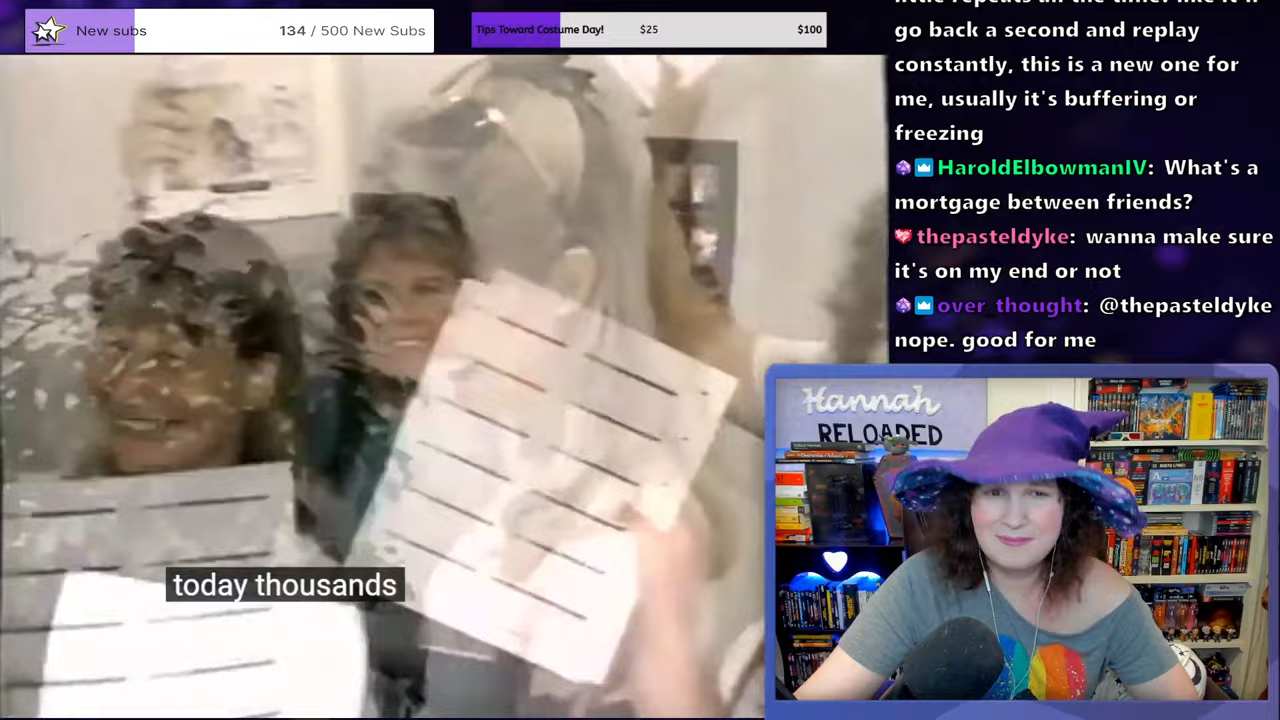 New subs
134 / 500 New Subs
Tips Toward Costume Day!
$25
$100
little repeats all the time. like it'll
go back a second and replay
constantly, this is a new one for
me, usually it's buffering or
freezing
HaroldElbowmanIV: What's a
mortgage between friends?
thepasteldyke: wanna make sure
it's on my end or not
over_thought: @thepasteldyke
nope. good for me
Hannah
RELOADED
today thousands